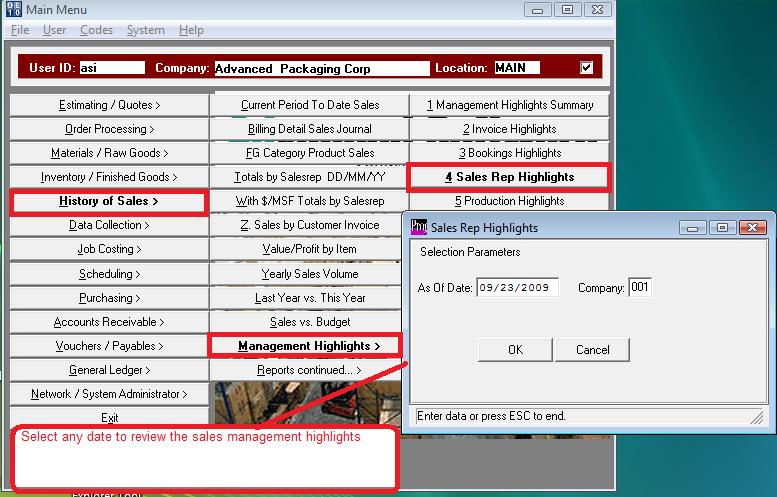 Main Menu
File User Codes System Help
User ID: asi Company: Advanced Packaging Corp Location: MAIN
Estimating / Quotes >
Order Processing >
Materials / Raw Goods >
Inventory / Finished Goods >
History of Sales >
Data Collection >
Job Costing >
Scheduling >
Purchasing >
Accounts Receivable >
Vouchers / Payables >
General Ledger >
Network / System Administrator >
Exit
Current Period To Date Sales
Billing Detail Sales Journal
FG Category Product Sales
Totals by Salesrep DD/MM/YY
With $/MSF Totals by Salesrep
Z. Sales by Customer Invoice
Value/Profit by Item
Yearly Sales Volume
Last Year vs. This Year
Sales vs. Budget
Management Highlights >
Reports continued... >
1 Management Highlights Summary
2 Invoice Highlights
3 Bookings Highlights
4 Sales Rep Highlights
5 Production Highlights
Sales Rep Highlights
Selection Parameters
As Of Date: 09/23/2009 Company: 001
OK Cancel
Enter data or press ESC to end.
Select any date to review the sales management highlights
Explorer Tool